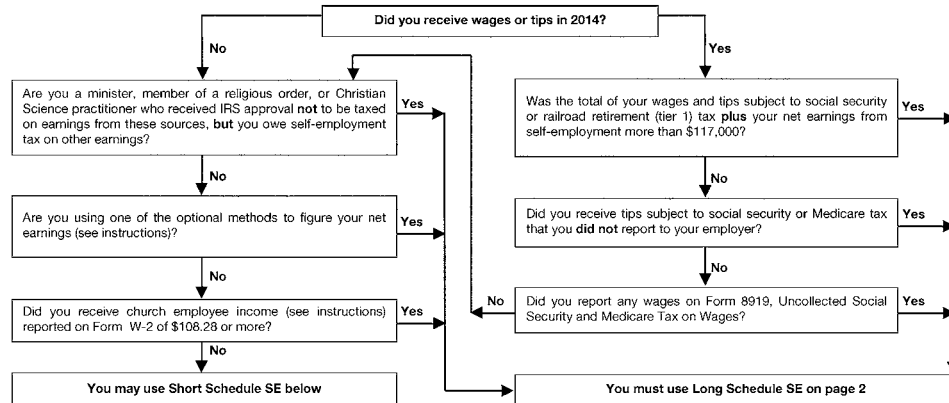 Did you receive wages or tips in 2014?
No
Yes
Are you a minister, member of a religious order, or Christian
Science practitioner who received IRS approval not to be taxed
on earnings from these sources, but you owe self-employment
tax on other earnings?
Yes
Was the total of your wages and tips subject to social security
or railroad retirement (tier 1) tax plus your net earnings from
self-employment more than $117,000?
Yes
No
No
Are you using one of the optional methods to figure your net
earnings (see instructions)?
Yes
Did you receive tips subject to social security or Medicare tax
that you did not report to your employer?
Yes
No
No
Did you receive church employee income (see instructions)
reported on Form W-2 of $108.28 or more?
Yes
No
Did you report any wages on Form 8919, Uncollected Social
Security and Medicare Tax on Wages?
Yes
No
You may use Short Schedule SE below
You must use Long Schedule SE on page 2